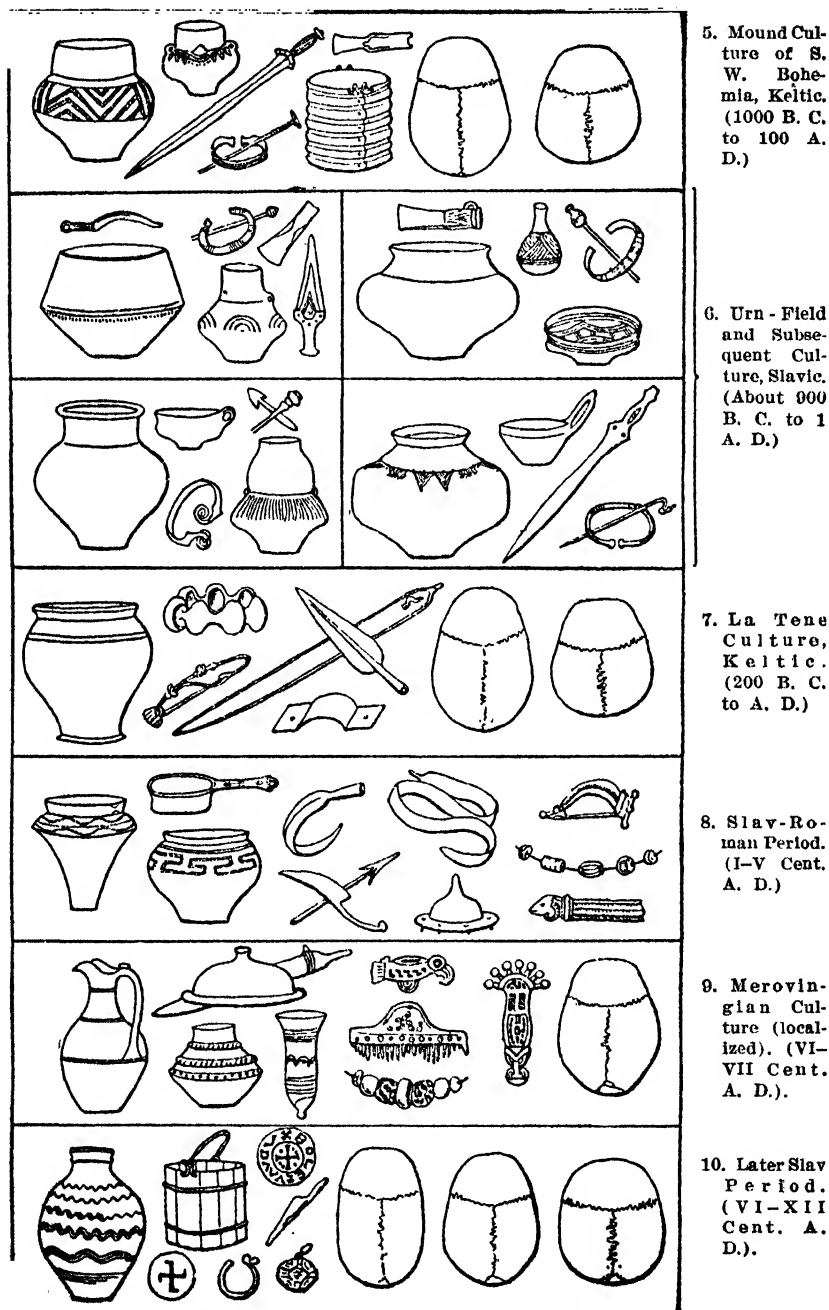 5. Mound Cul-
ture of S.
W. Bohe-
mia, Keltic.
(1000 B. C.
to 100 A.
D.)
6. Urn - Field
and Subse-
quent Cul-
ture, Slavic.
(About 900
B. C. to 1
A. D.)
7. La Tene
Culture,
Keltic.
(200 B. C.
to A. D.)
8. Slav-Ro-
man Period.
(I–V Cent.
A. D.)
9. Merovin-
gian Cul-
ture (local-
ized). (VI–
VII Cent.
A. D.).
10. Later Slav
Period.
(VI–XII
Cent. A.
D.).